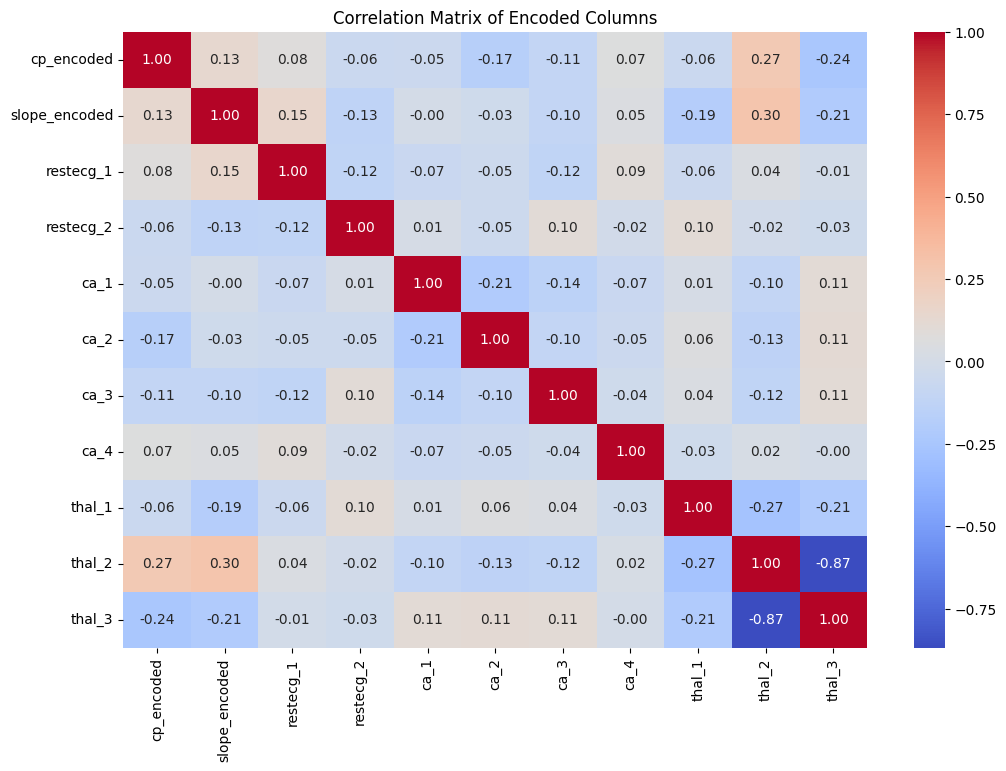 Correlation Matrix of Encoded Columns
cp_encoded 1.00 0.13 0.08 -0.06 -0.05 -0.17 -0.11 0.07 -0.06 0.27 -0.24
slope_encoded 0.13 1.00 0.15 -0.13 -0.00 -0.03 -0.10 0.05 -0.19 0.30 -0.21
restecg_1 0.08 0.15 1.00 -0.12 -0.07 -0.05 -0.12 0.09 -0.06 0.04 -0.01
restecg_2 -0.06 -0.13 -0.12 1.00 0.01 -0.05 0.10 -0.02 0.10 -0.02 -0.03
ca_1 -0.05 -0.00 -0.07 0.01 1.00 -0.21 -0.14 -0.07 0.01 -0.10 0.11
ca_2 -0.17 -0.03 -0.05 -0.05 -0.21 1.00 -0.10 -0.05 0.06 -0.13 0.11
ca_3 -0.11 -0.10 -0.12 0.10 -0.14 -0.10 1.00 -0.04 0.04 -0.12 0.11
ca_4 0.07 0.05 0.09 -0.02 -0.07 -0.05 -0.04 1.00 -0.03 0.02 -0.00
thal_1 -0.06 -0.19 -0.06 0.10 0.01 0.06 0.04 -0.03 1.00 -0.27 -0.21
thal_2 0.27 0.30 0.04 -0.02 -0.10 -0.13 -0.12 0.02 -0.27 1.00 -0.87
thal_3 -0.24 -0.21 -0.01 -0.03 0.11 0.11 0.11 -0.00 -0.21 -0.87 1.00
cp_encoded slope_encoded restecg_1 restecg_2 ca_1 ca_2 ca_3 ca_4 thal_1 thal_2 thal_3
1.00
0.75
0.50
0.25
0.00
−0.25
−0.50
−0.75